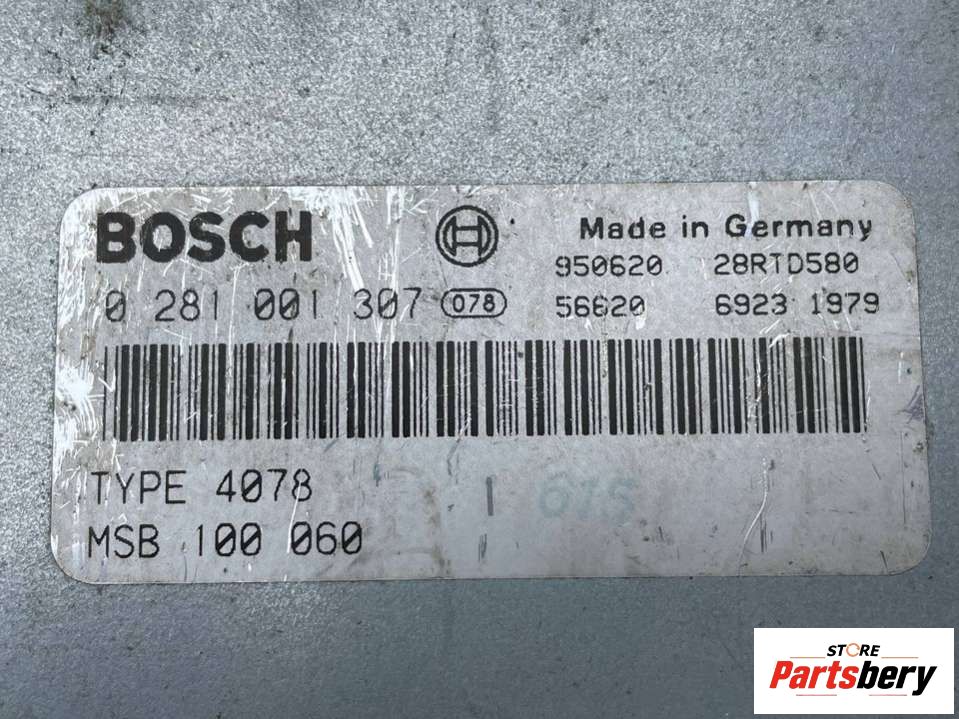 BOSCH
Made in Germany
950620 28RTD580
0 281 001 307 078
56620 6923 1979
TYPE 4078
MSB 100 060
STORE
Partsbery